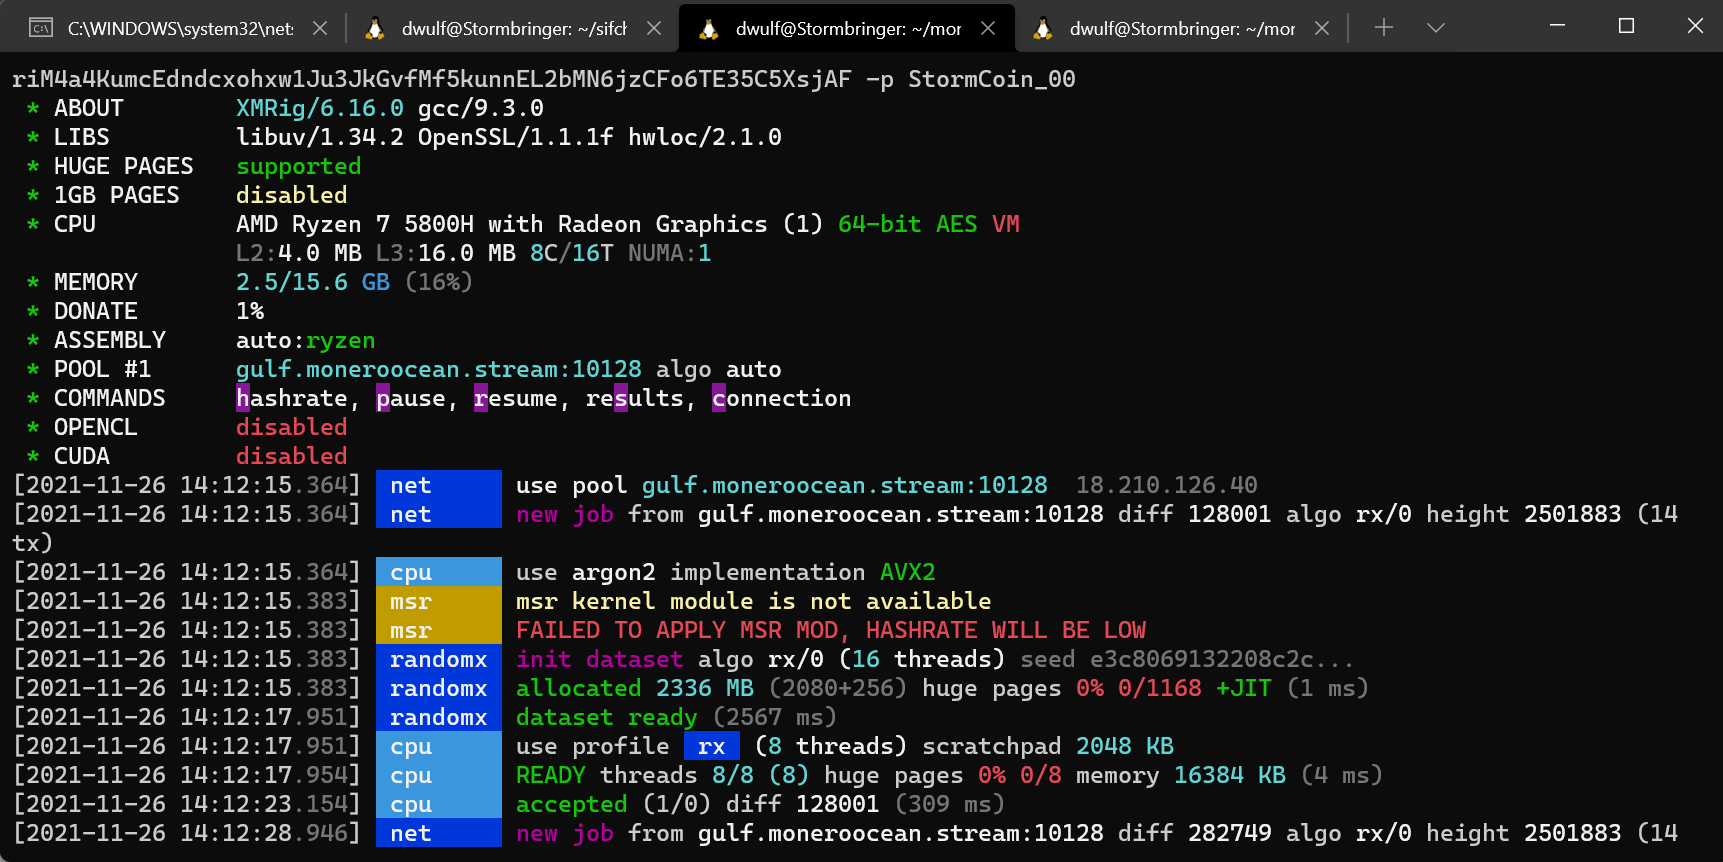 C:\WINDOWS\system32\net: dwulf@Stormbringer: ~/sifch dwulf@Stormbringer: ~/mor dwulf@Stormbringer: ~/mor
riM4a4KumcEdndcxohxw1Ju3JkGvfMf5kunnEL2bMN6jzCFo6TE35C5XsjAF -p StormCoin_00
* ABOUT XMRig/6.16.0 gcc/9.3.0
* LIBS libuv/1.34.2 OpenSSL/1.1.1f hwloc/2.1.0
* HUGE PAGES supported
* 1GB PAGES disabled
* CPU AMD Ryzen 7 5800H with Radeon Graphics (1) 64-bit AES VM
L2:4.0 MB L3:16.0 MB 8C/16T NUMA:1
* MEMORY 2.5/15.6 GB (16%)
* DONATE 1%
* ASSEMBLY auto:ryzen
* POOL #1 gulf.moneroocean.stream:10128 algo auto
* COMMANDS hashrate, pause, resume, results, connection
* OPENCL disabled
* CUDA disabled
[2021-11-26 14:12:15.364] net use pool gulf.moneroocean.stream:10128 18.210.126.40
[2021-11-26 14:12:15.364] net new job from gulf.moneroocean.stream:10128 diff 128001 algo rx/0 height 2501883 (14
tx)
[2021-11-26 14:12:15.364] cpu use argon2 implementation AVX2
[2021-11-26 14:12:15.383] msr msr kernel module is not available
[2021-11-26 14:12:15.383] msr FAILED TO APPLY MSR MOD, HASHRATE WILL BE LOW
[2021-11-26 14:12:15.383] randomx init dataset algo rx/0 (16 threads) seed e3c8069132208c2c...
[2021-11-26 14:12:15.383] randomx allocated 2336 MB (2080+256) huge pages 0% 0/1168 +JIT (1 ms)
[2021-11-26 14:12:17.951] randomx dataset ready (2567 ms)
[2021-11-26 14:12:17.951] cpu use profile rx (8 threads) scratchpad 2048 KB
[2021-11-26 14:12:17.954] cpu READY threads 8/8 (8) huge pages 0% 0/8 memory 16384 KB (4 ms)
[2021-11-26 14:12:23.154] cpu accepted (1/0) diff 128001 (309 ms)
[2021-11-26 14:12:28.946] net new job from gulf.moneroocean.stream:10128 diff 282749 algo rx/0 height 2501883 (14